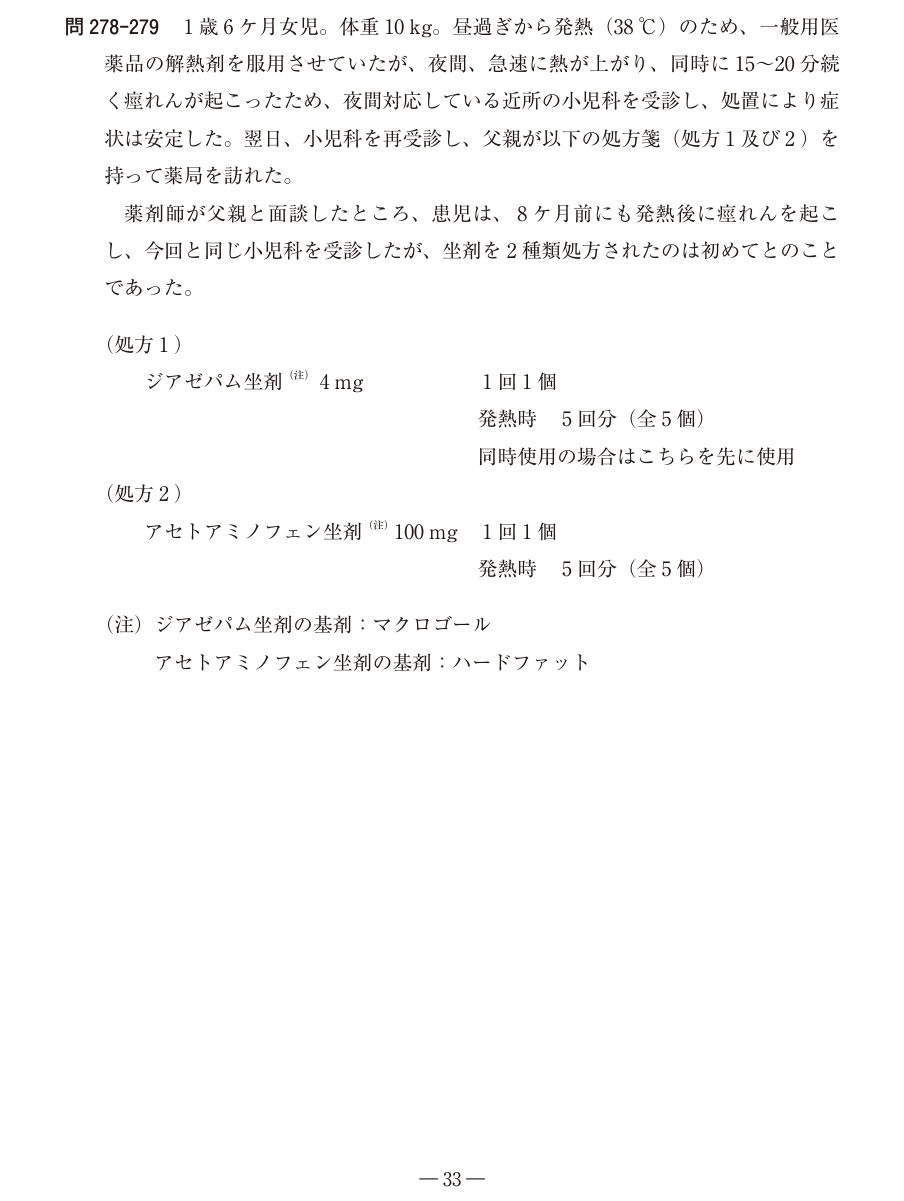 問 278-279　1 歳 6 ケ月女児。体重 10 kg。昼過ぎから発熱（38 ℃）のため、一般用医
薬品の解熱剤を服用させていたが、夜間、急速に熱が上がり、同時に 15～20 分続
く痙れんが起こったため、夜間対応している近所の小児科を受診し、処置により症
状は安定した。翌日、小児科を再受診し、父親が以下の処方箋（処方 1 及び 2 ）を
持って薬局を訪れた。
薬剤師が父親と面談したところ、患児は、8 ケ月前にも発熱後に痙れんを起こ
し、今回と同じ小児科を受診したが、坐剤を 2 種類処方されたのは初めてとのこと
であった。
（処方 1 ）
ジアゼパム坐剤（注） 4 mg　1 回 1 個
発熱時　5 回分（全 5 個）
同時使用の場合はこちらを先に使用
（処方 2 ）
アセトアミノフェン坐剤（注）100 mg　1 回 1 個
発熱時　5 回分（全 5 個）
（注）ジアゼパム坐剤の基剤：マクロゴール
アセトアミノフェン坐剤の基剤：ハードファット
― 33 ―